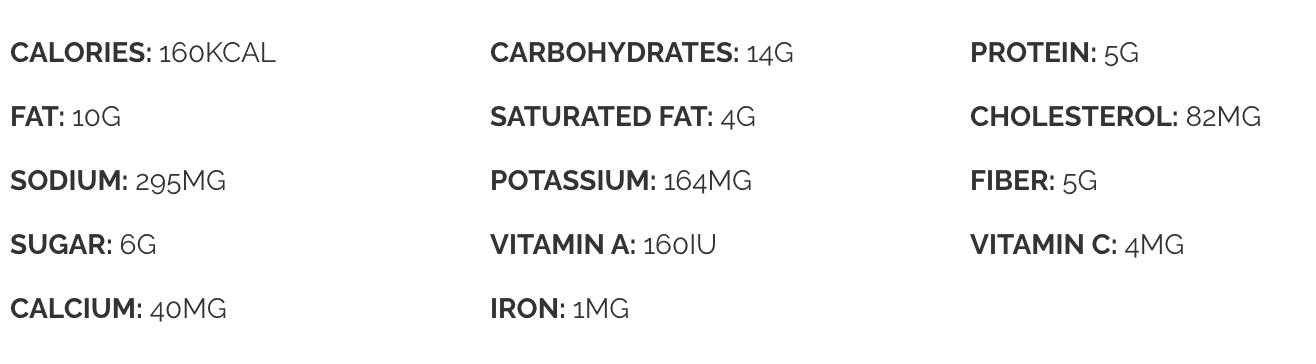 CALORIES: 160KCAL CARBOHYDRATES: 14G PROTEIN: 5G
FAT: 10G SATURATED FAT: 4G CHOLESTEROL: 82MG
SODIUM: 295MG POTASSIUM: 164MG FIBER: 5G
SUGAR: 6G VITAMIN A: 160IU VITAMIN C: 4MG
CALCIUM: 40MG IRON: 1MG